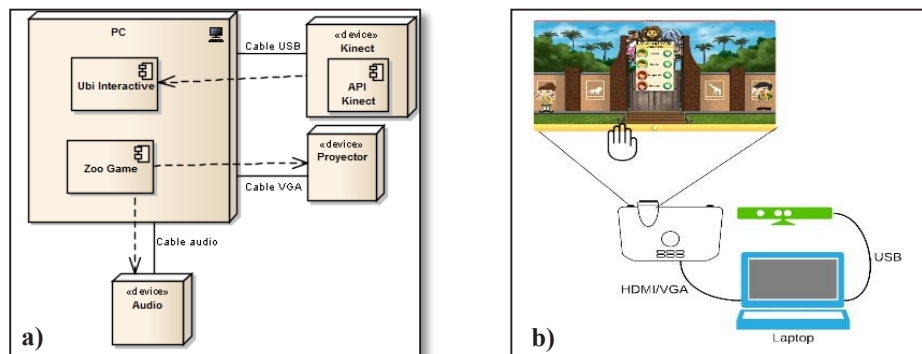 PC
Cable USB
«device»
Kinect
API
Kinect
Ubi Interactive
«device»
Proyector
Zoo Game
Cable VGA
Cable audio
«device»
Audio
a)
USB
HDMI/VGA
Laptop
b)